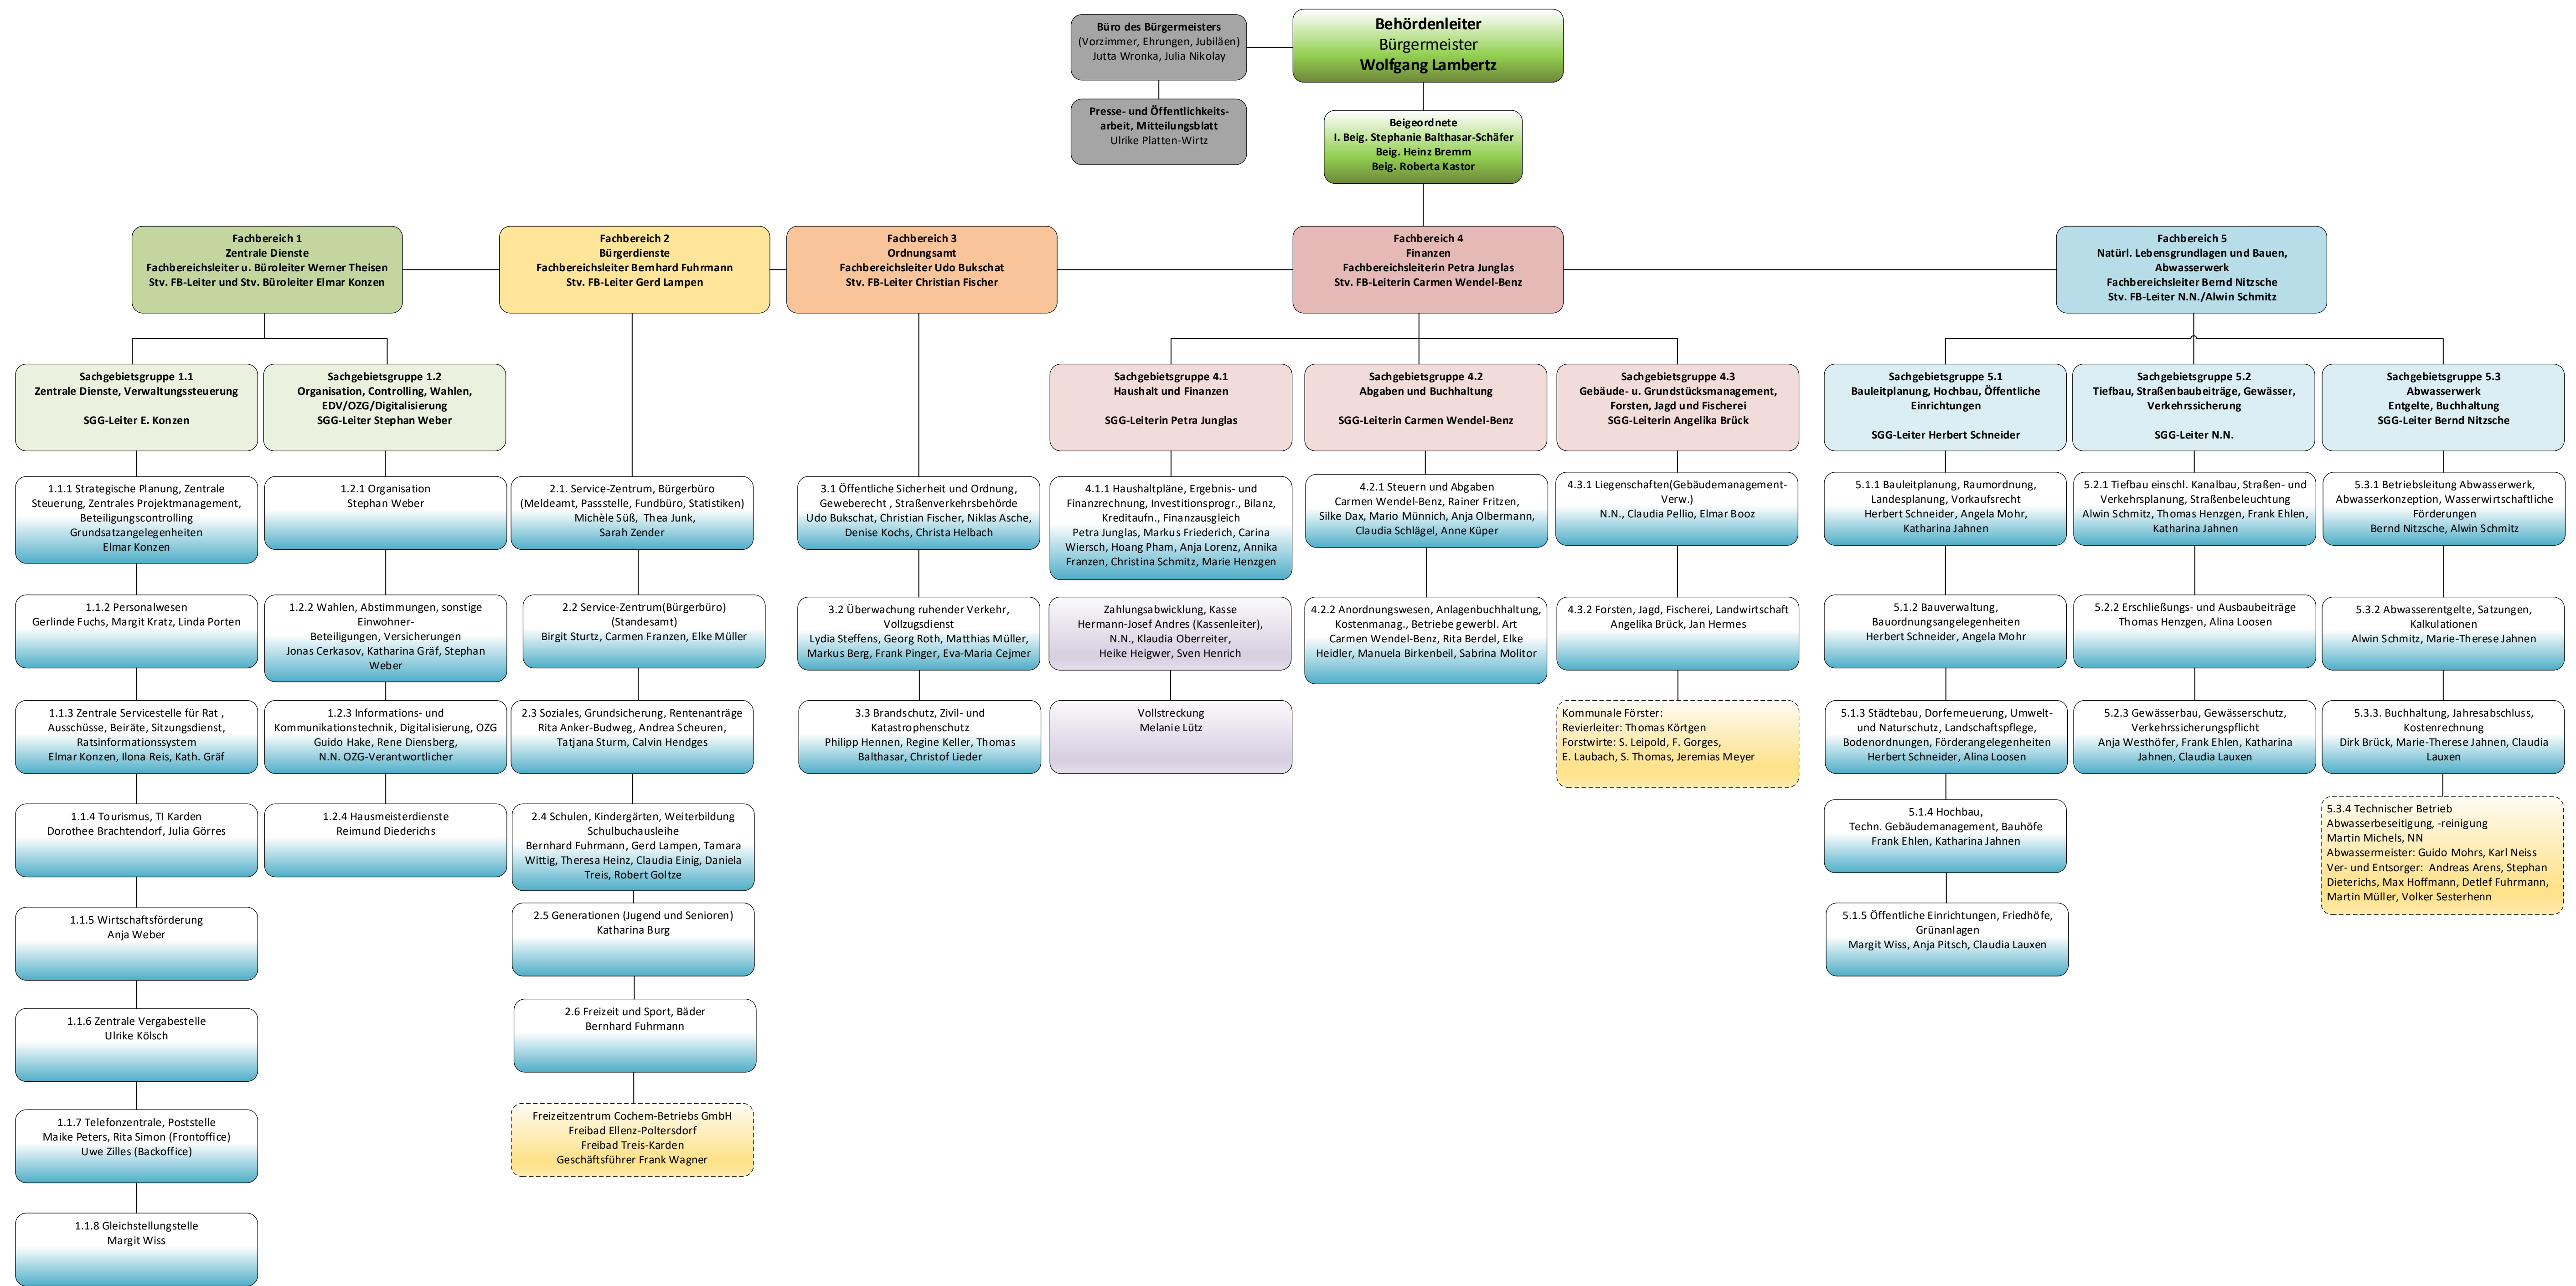 Büro des Bürgermeisters
(Vorzimmer, Ehrungen, Jubiläen)
Jutta Wronka, Julia Nikolay
Behördenleiter
Bürgermeister
Wolfgang Lambertz
Presse- und Öffentlichkeits-
arbeit, Mitteilungsblatt
Ulrike Platten-Wirtz
Beigeordnete
I. Beig. Stephanie Balthasar-Schäfer
Beig. Heinz Bremm
Beig. Roberta Kastor
Fachbereich 1
Zentrale Dienste
Fachbereichsleiter u. Büroleiter Werner Theisen
Stv. FB-Leiter und Stv. Büroleiter Elmar Konzen
Fachbereich 2
Bürgerdienste
Fachbereichsleiter Bernhard Fuhrmann
Stv. FB-Leiter Gerd Lampen
Fachbereich 3
Ordnungsamt
Fachbereichsleiter Udo Bukschat
Stv. FB-Leiter Christian Fischer
Fachbereich 4
Finanzen
Fachbereichsleiterin Petra Junglas
Stv. FB-Leiterin Carmen Wendel-Benz
Fachbereich 5
Natürl. Lebensgrundlagen und Bauen,
Abwasserwerk
Fachbereichsleiter Bernd Nitzsche
Stv. FB-Leiter N.N./Alwin Schmitz
Sachgebietsgruppe 1.1
Zentrale Dienste, Verwaltungssteuerung
SGG-Leiter E. Konzen
Sachgebietsgruppe 1.2
Organisation, Controlling, Wahlen,
EDV/OZG/Digitalisierung
SGG-Leiter Stephan Weber
Sachgebietsgruppe 4.1
Haushalt und Finanzen
SGG-Leiterin Petra Junglas
Sachgebietsgruppe 4.2
Abgaben und Buchhaltung
SGG-Leiterin Carmen Wendel-Benz
Sachgebietsgruppe 4.3
Gebäude- u. Grundstücksmanagement,
Forsten, Jagd und Fischerei
SGG-Leiterin Angelika Brück
Sachgebietsgruppe 5.1
Bauleitplanung, Hochbau, Öffentliche
Einrichtungen
SGG-Leiter Herbert Schneider
Sachgebietsgruppe 5.2
Tiefbau, Straßenbaubeiträge, Gewässer,
Verkehrssicherung
SGG-Leiter N.N.
Sachgebietsgruppe 5.3
Abwasserwerk
Entgelte, Buchhaltung
SGG-Leiter Bernd Nitzsche
1.1.1 Strategische Planung, Zentrale
Steuerung, Zentrales Projektmanagement,
Beteiligungscontrolling
Grundsatzangelegenheiten
Elmar Konzen
1.2.1 Organisation
Stephan Weber
2.1. Service-Zentrum, Bürgerbüro
(Meldeamt, Passstelle, Fundbüro, Statistiken)
Michèle Süß, Thea Junk,
Sarah Zender
3.1 Öffentliche Sicherheit und Ordnung,
Geweberecht , Straßenverkehrsbehörde
Udo Bukschat, Christian Fischer, Niklas Asche,
Denise Kochs, Christa Helbach
4.1.1 Haushaltpläne, Ergebnis- und
Finanzrechnung, Investitionsprogr., Bilanz,
Kreditaufn., Finanzausgleich
Petra Junglas, Markus Friederich, Carina
Wiersch, Hoang Pham, Anja Lorenz, Annika
Franzen, Christina Schmitz, Marie Henzgen
4.2.1 Steuern und Abgaben
Carmen Wendel-Benz, Rainer Fritzen,
Silke Dax, Mario Münnich, Anja Olbermann,
Claudia Schlägel, Anne Küper
4.3.1 Liegenschaften(Gebäudemanagement-
Verw.)
N.N., Claudia Pellio, Elmar Booz
5.1.1 Bauleitplanung, Raumordnung,
Landesplanung, Vorkaufsrecht
Herbert Schneider, Angela Mohr,
Katharina Jahnen
5.2.1 Tiefbau einschl. Kanalbau, Straßen- und
Verkehrsplanung, Straßenbeleuchtung
Alwin Schmitz, Thomas Henzgen, Frank Ehlen,
Katharina Jahnen
5.3.1 Betriebsleitung Abwasserwerk,
Abwasserkonzeption, Wasserwirtschaftliche
Förderungen
Bernd Nitzsche, Alwin Schmitz
1.1.2 Personalwesen
Gerlinde Fuchs, Margit Kratz, Linda Porten
1.2.2 Wahlen, Abstimmungen, sonstige
Einwohner-
Beteiligungen, Versicherungen
Jonas Cerkasov, Katharina Gräf, Stephan
Weber
2.2 Service-Zentrum(Bürgerbüro)
(Standesamt)
Birgit Sturtz, Carmen Franzen, Elke Müller
3.2 Überwachung ruhender Verkehr,
Vollzugsdienst
Lydia Steffens, Georg Roth, Matthias Müller,
Markus Berg, Frank Pinger, Eva-Maria Cejmer
Zahlungsabwicklung, Kasse
Hermann-Josef Andres (Kassenleiter),
N.N., Klaudia Oberreiter,
Heike Heigwer, Sven Henrich
4.2.2 Anordnungswesen, Anlagenbuchhaltung,
Kostenmanag., Betriebe gewerbl. Art
Carmen Wendel-Benz, Rita Berdel, Elke
Heidler, Manuela Birkenbeil, Sabrina Molitor
4.3.2 Forsten, Jagd, Fischerei, Landwirtschaft
Angelika Brück, Jan Hermes
5.1.2 Bauverwaltung,
Bauordnungsangelegenheiten
Herbert Schneider, Angela Mohr
5.2.2 Erschließungs- und Ausbaubeiträge
Thomas Henzgen, Alina Loosen
5.3.2 Abwasserentgelte, Satzungen,
Kalkulationen
Alwin Schmitz, Marie-Therese Jahnen
1.1.3 Zentrale Servicestelle für Rat ,
Ausschüsse, Beiräte, Sitzungsdienst,
Ratsinformationssystem
Elmar Konzen, Ilona Reis, Kath. Gräf
1.2.3 Informations- und
Kommunikationstechnik, Digitalisierung, OZG
Guido Hake, Rene Diensberg,
N.N. OZG-Verantwortlicher
2.3 Soziales, Grundsicherung, Rentenanträge
Rita Anker-Budweg, Andrea Scheuren,
Tatjana Sturm, Calvin Hendges
3.3 Brandschutz, Zivil- und
Katastrophenschutz
Philipp Hennen, Regine Keller, Thomas
Balthasar, Christof Lieder
Vollstreckung
Melanie Lütz
Kommunale Förster:
Revierleiter: Thomas Körtgen
Forstwirte: S. Leipold, F. Gorges,
E. Laubach, S. Thomas, Jeremias Meyer
5.1.3 Städtebau, Dorferneuerung, Umwelt-
und Naturschutz, Landschaftspflege,
Bodenordnungen, Förderangelegenheiten
Herbert Schneider, Alina Loosen
5.2.3 Gewässerbau, Gewässerschutz,
Verkehrssicherungspflicht
Anja Westhöfer, Frank Ehlen, Katharina
Jahnen, Claudia Lauxen
5.3.3. Buchhaltung, Jahresabschluss,
Kostenrechnung
Dirk Brück, Marie-Therese Jahnen, Claudia
Lauxen
1.1.4 Tourismus, TI Karden
Dorothee Brachtendorf, Julia Görres
1.2.4 Hausmeisterdienste
Reimund Diederichs
2.4 Schulen, Kindergärten, Weiterbildung
Schulbuchausleihe
Bernhard Fuhrmann, Gerd Lampen, Tamara
Wittig, Theresa Heinz, Claudia Einig, Daniela
Treis, Robert Goltze
5.1.4 Hochbau,
Techn. Gebäudemanagement, Bauhöfe
Frank Ehlen, Katharina Jahnen
5.3.4 Technischer Betrieb
Abwasserbeseitigung, -reinigung
Martin Michels, NN
Abwassermeister: Guido Mohrs, Karl Neiss
Ver- und Entsorger: Andreas Arens, Stephan
Dieterichs, Max Hoffmann, Detlef Fuhrmann,
Martin Müller, Volker Sesterhenn
1.1.5 Wirtschaftsförderung
Anja Weber
2.5 Generationen (Jugend und Senioren)
Katharina Burg
5.1.5 Öffentliche Einrichtungen, Friedhöfe,
Grünanlagen
Margit Wiss, Anja Pitsch, Claudia Lauxen
1.1.6 Zentrale Vergabestelle
Ulrike Kölsch
2.6 Freizeit und Sport, Bäder
Bernhard Fuhrmann
1.1.7 Telefonzentrale, Poststelle
Maike Peters, Rita Simon (Frontoffice)
Uwe Zilles (Backoffice)
Freizeitzentrum Cochem-Betriebs GmbH
Freibad Ellenz-Poltersdorf
Freibad Treis-Karden
Geschäftsführer Frank Wagner
1.1.8 Gleichstellungstelle
Margit Wiss